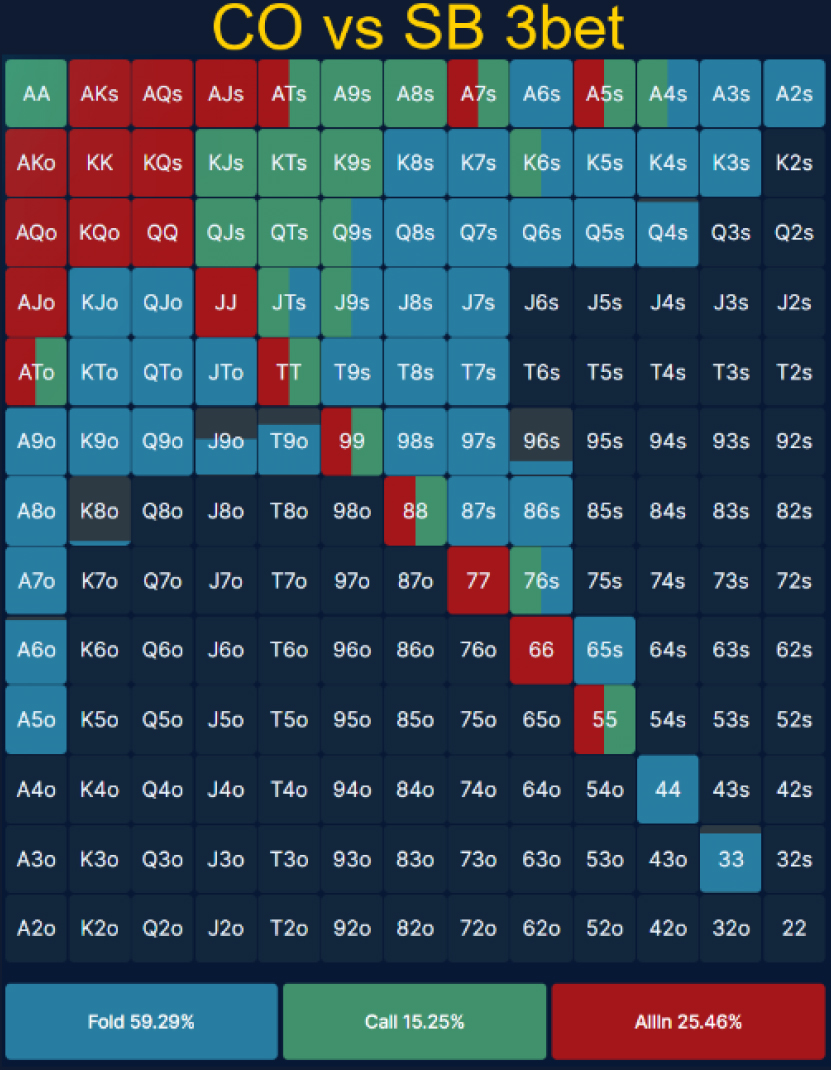 CO vs SB 3bet
AA AKs AQs AJs ATs A9s A8s A7s A6s A5s A4s A3s A2s
AKo KK KQs KJs KTs K9s K8s K7s K6s K5s K4s K3s K2s
AQo KQo QQ QJs QTs Q9s Q8s Q7s Q6s Q5s Q4s Q3s Q2s
AJo KJo QJo JJ JTs J9s J8s J7s J6s J5s J4s J3s J2s
ATo KTo QTo JTo TT T9s T8s T7s T6s T5s T4s T3s T2s
A9o K9o Q9o J9o T9o 99 98s 97s 96s 95s 94s 93s 92s
A8o K8o Q8o J8o T8o 98o 88 87s 86s 85s 84s 83s 82s
A7o K7o Q7o J7o T7o 97o 87o 77 76s 75s 74s 73s 72s
A6o K6o Q6o J6o T6o 96o 86o 76o 66 65s 64s 63s 62s
A5o K5o Q5o J5o T5o 95o 85o 75o 65o 55 54s 53s 52s
A4o K4o Q4o J4o T4o 94o 84o 74o 64o 54o 44 43s 42s
A3o K3o Q3o J3o T3o 93o 83o 73o 63o 53o 43o 33 32s
A2o K2o Q2o J2o T2o 92o 82o 72o 62o 52o 42o 32o 22
Fold 59.29% Call 15.25% AllIn 25.46%